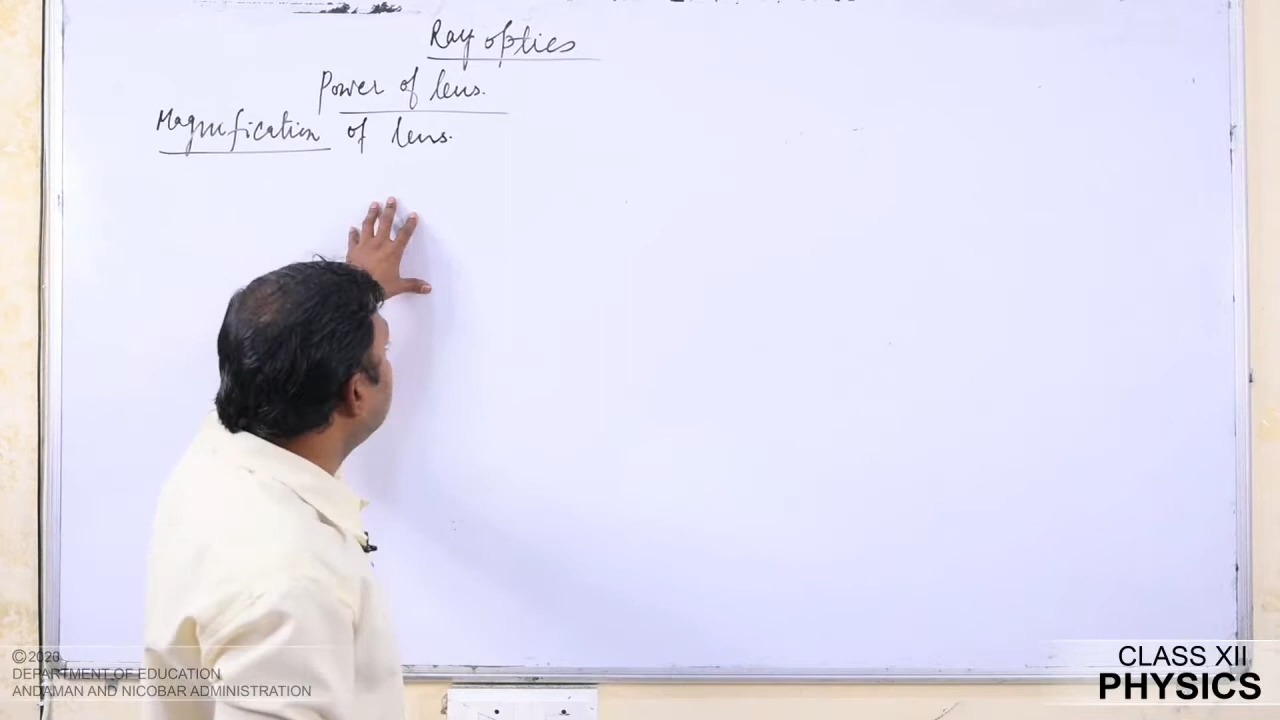 Ray optics
Power of lens.
Magnification of lens.
©2020
DEPARTMENT OF EDUCATION
ANDAMAN AND NICOBAR ADMINISTRATION
CLASS XII
PHYSICS